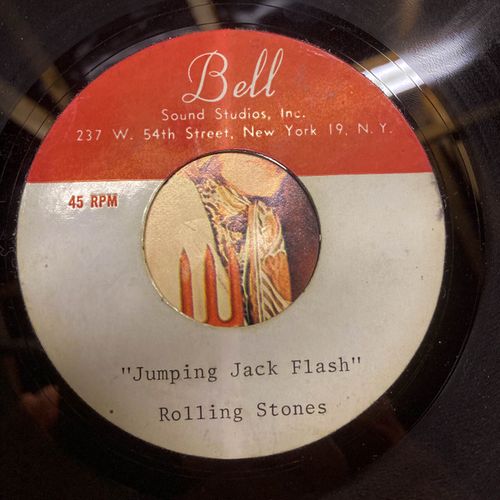 Bell
Sound Studios, Inc.
237 W. 54th Street, New York 19, N.Y.
45 RPM
"Jumping Jack Flash"
Rolling Stones